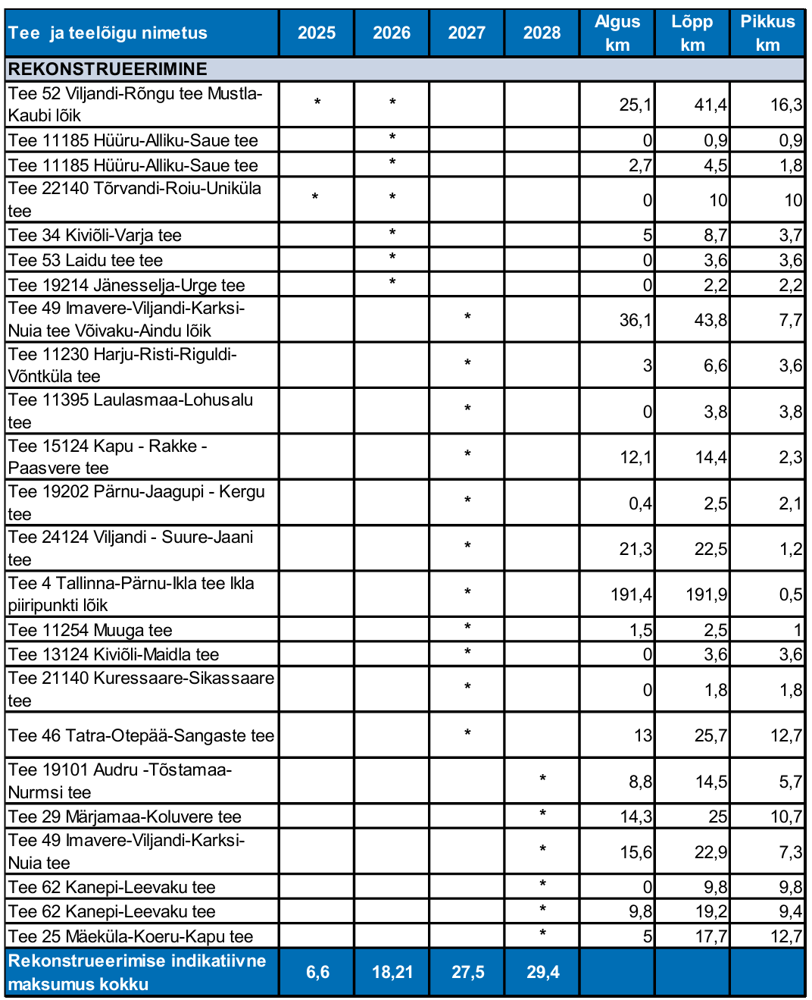 Tee ja teelõigu nimetus 2025 2026 2027 2028 Algus km Lõpp km Pikkus km
REKONSTRUEERIMINE
Tee 52 Viljandi-Rõngu tee Mustla-
Kaubi lõik * * 25,1 41,4 16,3
Tee 11185 Hüüru-Alliku-Saue tee * 0 0,9 0,9
Tee 11185 Hüüru-Alliku-Saue tee * 2,7 4,5 1,8
Tee 22140 Tõrvandi-Roiu-Uniküla
tee * * 0 10 10
Tee 34 Kiviõli-Varja tee * 5 8,7 3,7
Tee 53 Laidu tee tee * 0 3,6 3,6
Tee 19214 Jänesselja-Urge tee * 0 2,2 2,2
Tee 49 Imavere-Viljandi-Karksi-
Nuia tee Võivaku-Aindu lõik * 36,1 43,8 7,7
Tee 11230 Harju-Risti-Riguldi-
Võntküla tee * 3 6,6 3,6
Tee 11395 Laulasmaa-Lohusalu
tee * 0 3,8 3,8
Tee 15124 Kapu - Rakke -
Paasvere tee * 12,1 14,4 2,3
Tee 19202 Pärnu-Jaagupi - Kergu
tee * 0,4 2,5 2,1
Tee 24124 Viljandi - Suure-Jaani
tee * 21,3 22,5 1,2
Tee 4 Tallinna-Pärnu-Ikla tee Ikla
piiripunkti lõik * 191,4 191,9 0,5
Tee 11254 Muuga tee * 1,5 2,5 1
Tee 13124 Kiviõli-Maidla tee * 0 3,6 3,6
Tee 21140 Kuressaare-Sikassaare
tee * 0 1,8 1,8
Tee 46 Tatra-Otepää-Sangaste tee * 13 25,7 12,7
Tee 19101 Audru -Tõstamaa-
Nurmsi tee * 8,8 14,5 5,7
Tee 29 Märjamaa-Koluvere tee * 14,3 25 10,7
Tee 49 Imavere-Viljandi-Karksi-
Nuia tee * 15,6 22,9 7,3
Tee 62 Kanepi-Leevaku tee * 0 9,8 9,8
Tee 62 Kanepi-Leevaku tee * 9,8 19,2 9,4
Tee 25 Mäeküla-Koeru-Kapu tee * 5 17,7 12,7
Rekonstrueerimise indikatiivne
maksumus kokku 6,6 18,21 27,5 29,4